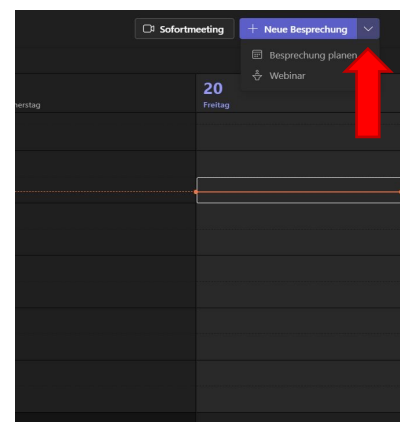 Sofortmeeting
+ Neue Besprechung
Besprechung planen
Webinar
20
Freitag
nerstag